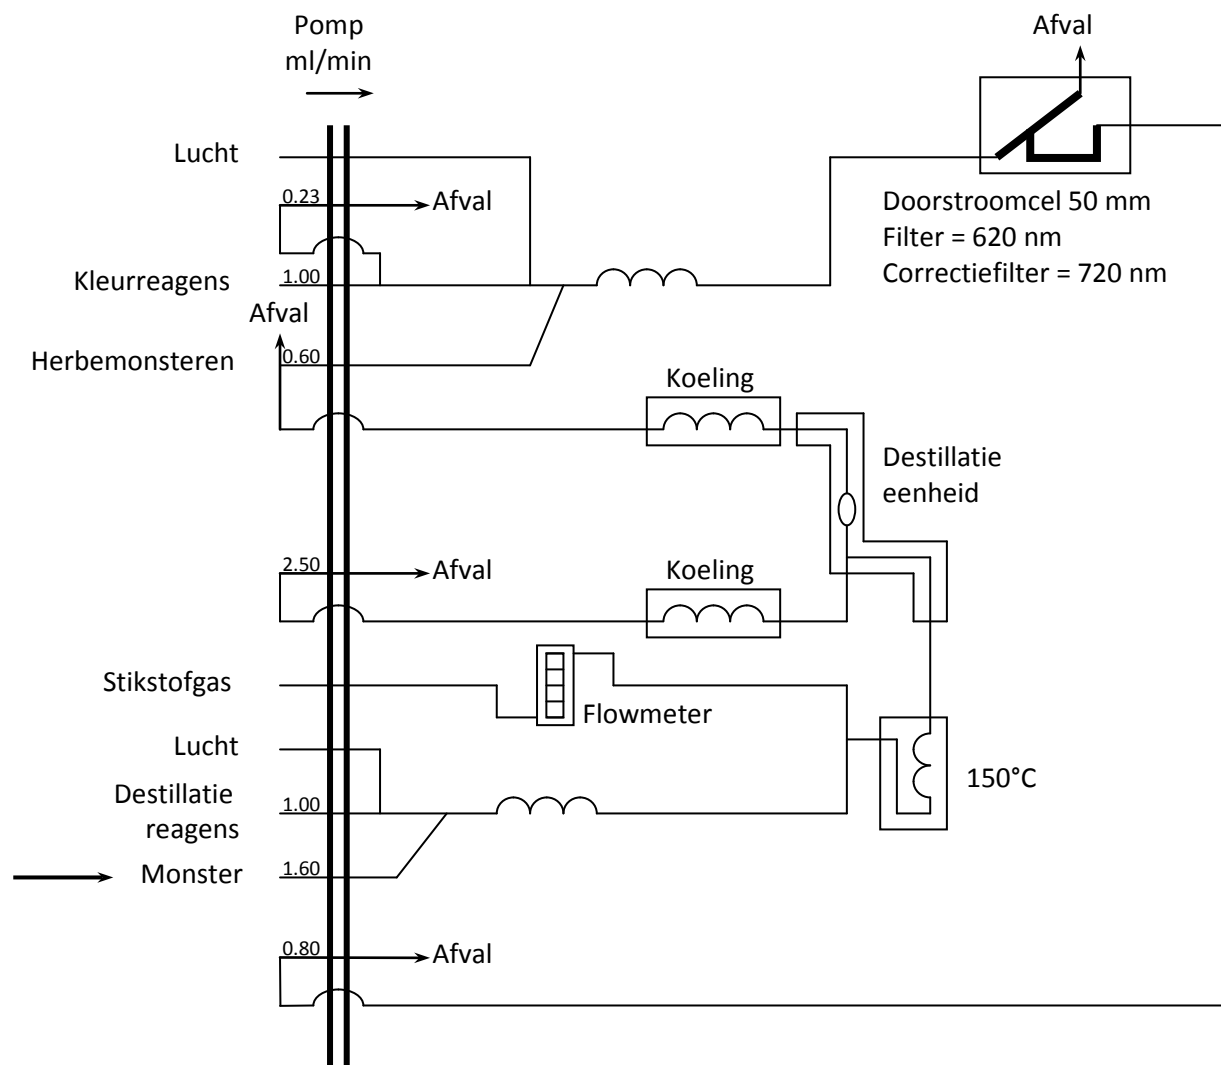 Pomp
ml/min
Afval
Lucht
0.23
Afval
Doorstroomcel 50 mm
Filter = 620 nm
Correctiefilter = 720 nm
Kleurreagens
1.00
Afval
Herbemonsteren
0.60
Koeling
Destillatie
eenheid
2.50
Afval
Koeling
Stikstofgas
Flowmeter
Lucht
150°C
Destillatie
reagens
1.00
Monster
1.60
0.80
Afval